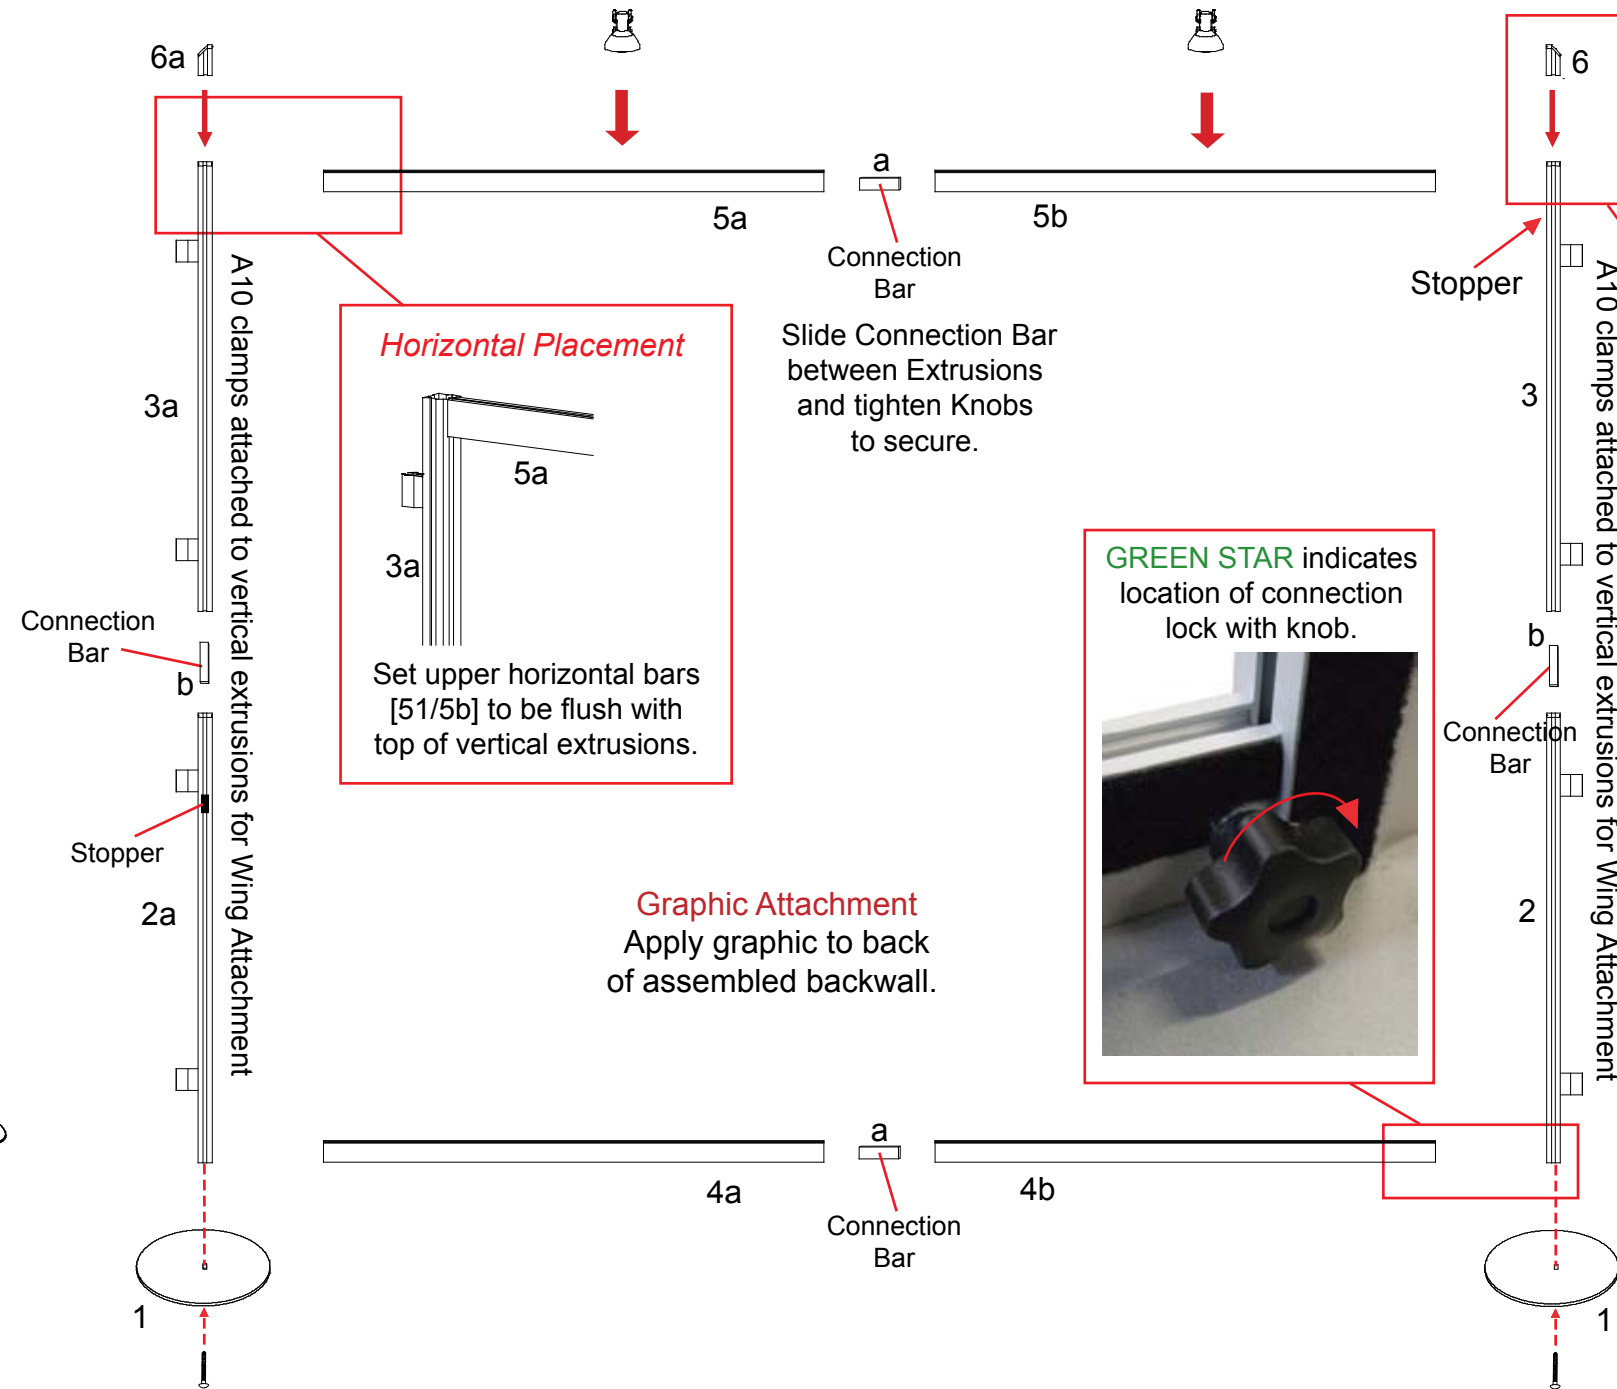 6a
6
a
5a
5b
Connection
Bar
Stopper
A10 clamps attached to vertical extrusions for Wing Attachment
A10 clamps attached to vertical extrusions for Wing Attachment
Horizontal Placement
5a
3a
Set upper horizontal bars
[51/5b] to be flush with
top of vertical extrusions.
Slide Connection Bar
between Extrusions
and tighten Knobs
to secure.
3a
3
GREEN STAR indicates
location of connection
lock with knob.
Connection
Bar
b
b
Connection
Bar
Stopper
2a
2
Graphic Attachment
Apply graphic to back
of assembled backwall.
a
4a
4b
Connection
Bar
1
1